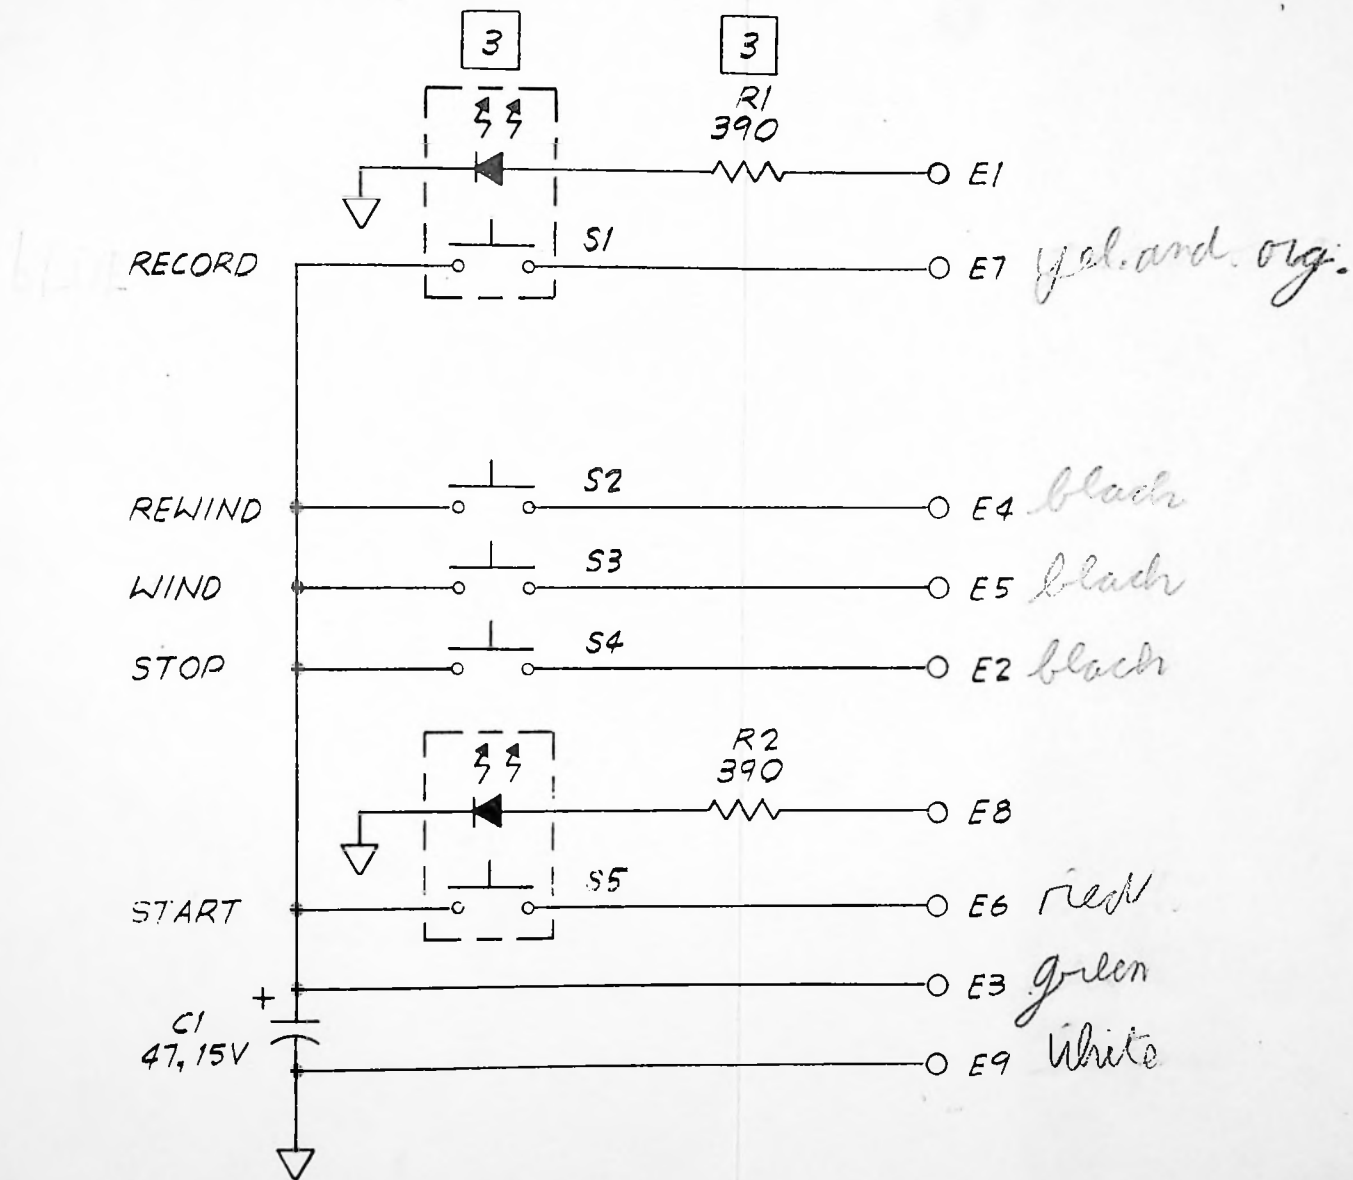 3 3
R1
390
E1
S1
RECORD E7 yel. and. org.
S2
REWIND E4 black
S3
WIND E5 black
S4
STOP E2 black
R2
390
E8
S5
START E6 red
+ E3 green
C1
47, 15V E9 white